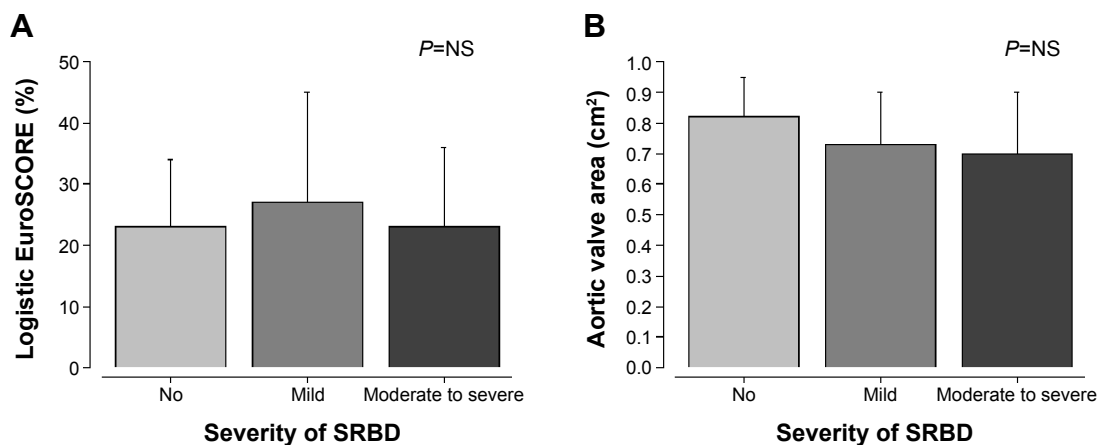 A
P=NS
Logistic EuroSCORE (%)
50
40
30
20
10
0
No Mild Moderate to severe
Severity of SRBD
B
P=NS
Aortic valve area (cm²)
1.0
0.9
0.8
0.7
0.6
0.5
0.4
0.3
0.2
0.1
0.0
No Mild Moderate to severe
Severity of SRBD